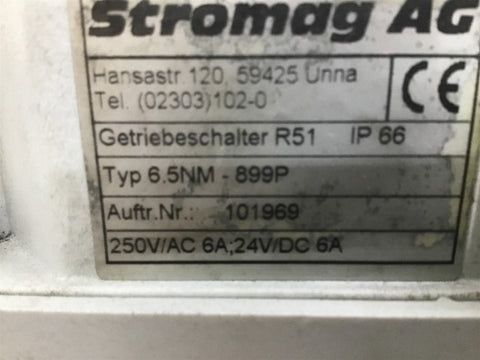 Stromag AG
Hansastr. 120, 59425 Unna
Tel. (02303)102-0
CE
Getriebeschalter R51 IP 66
Typ 6.5NM - 899P
Auftr.Nr.: 101969
250V/AC 6A;24V/DC 6A